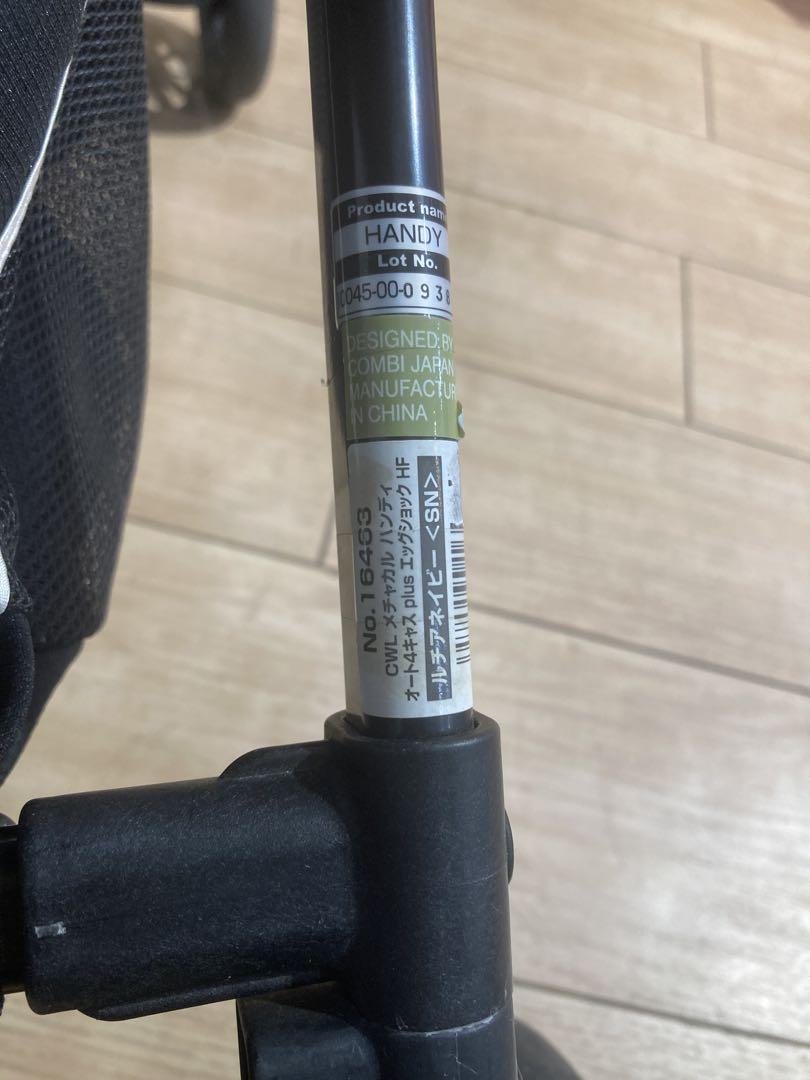 Product nam
HANDY
Lot No.
0045-00-0 9 3
DESIGNED BY
COMBI JAPAN
MANUFACTUR
IN CHINA
No.16463
CWL メチャカル ハンディ
オート4キャス plus エッグショック HF
ルチアネイビー <SN>